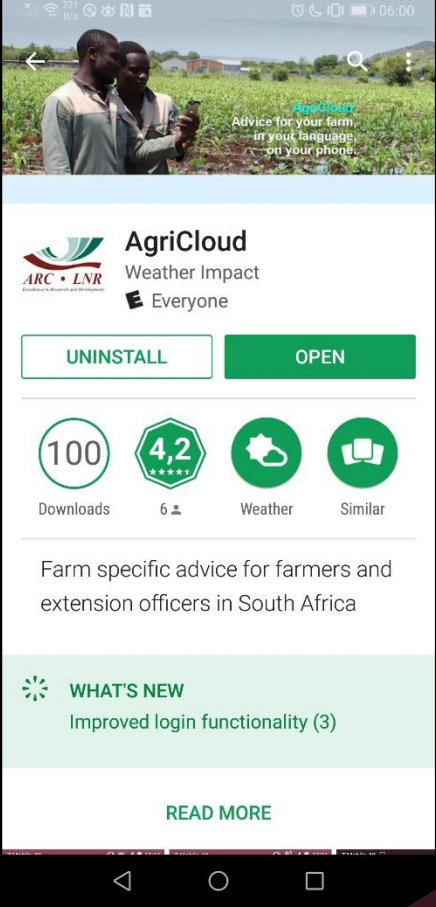 221
B/s
06:00
AgriCloud
Advice for your farm,
in your language,
on your phone.
AgriCloud
ARC • LNR
Excellence in Research and Development
Weather Impact
E Everyone
UNINSTALL
OPEN
100
4,2
Downloads
6
Weather
Similar
Farm specific advice for farmers and
extension officers in South Africa
WHAT'S NEW
Improved login functionality (3)
READ MORE